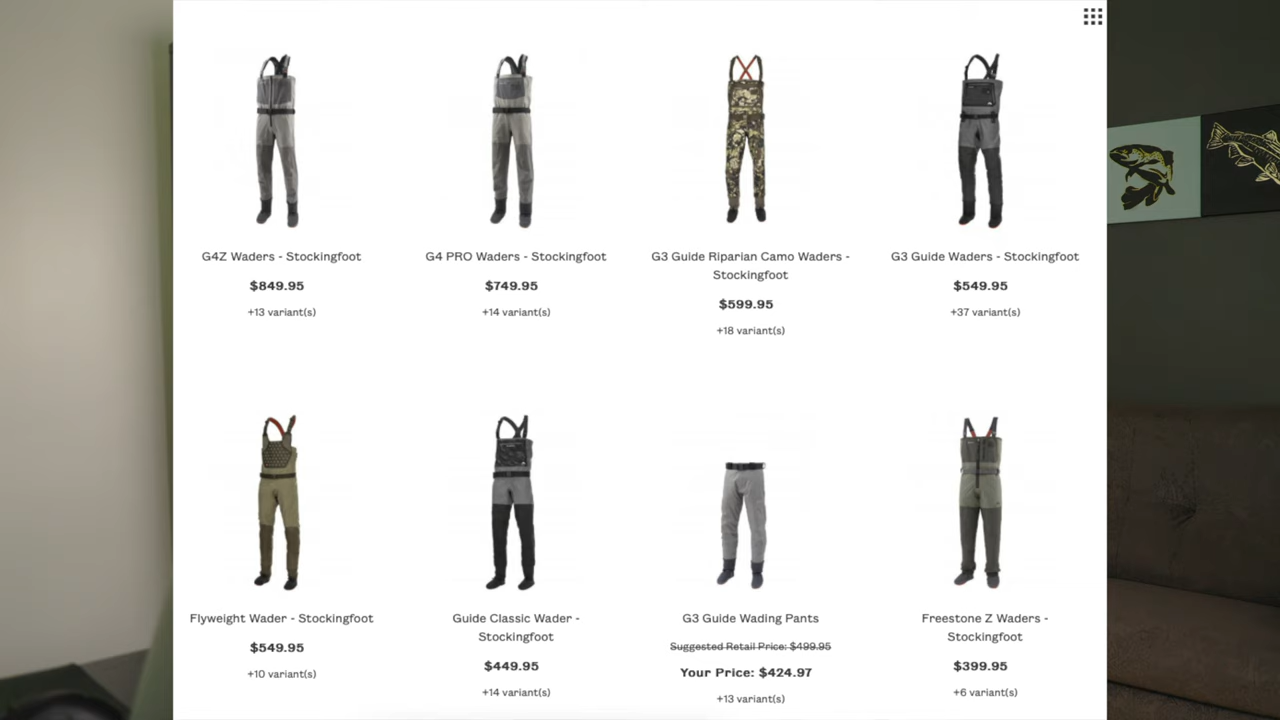 G4Z Waders - Stockingfoot
$849.95
+13 variant(s)
G4 PRO Waders - Stockingfoot
$749.95
+14 variant(s)
G3 Guide Riparian Camo Waders -
Stockingfoot
$599.95
+18 variant(s)
G3 Guide Waders - Stockingfoot
$549.95
+37 variant(s)
Flyweight Wader - Stockingfoot
$549.95
+10 variant(s)
Guide Classic Wader -
Stockingfoot
$449.95
+14 variant(s)
G3 Guide Wading Pants
Suggested Retail Price: $499.95
Your Price: $424.97
+13 variant(s)
Freestone Z Waders -
Stockingfoot
$399.95
+6 variant(s)